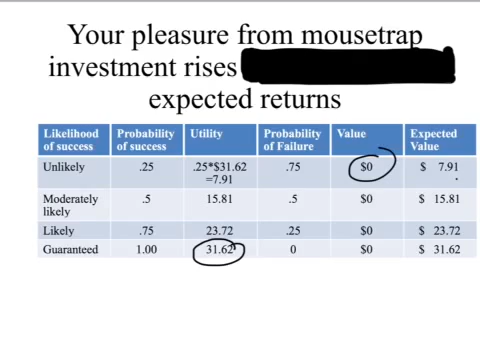 Your pleasure from mousetrap
investment rises
expected returns
Likelihood of success Probability of success Utility Probability of Failure Value Expected Value
Unlikely .25 .25*$31.62 =7.91 .75 $0 $ 7.91
Moderately likely .5 15.81 .5 $0 $ 15.81
Likely .75 23.72 .25 $0 $ 23.72
Guaranteed 1.00 31.62 0 $0 $ 31.62